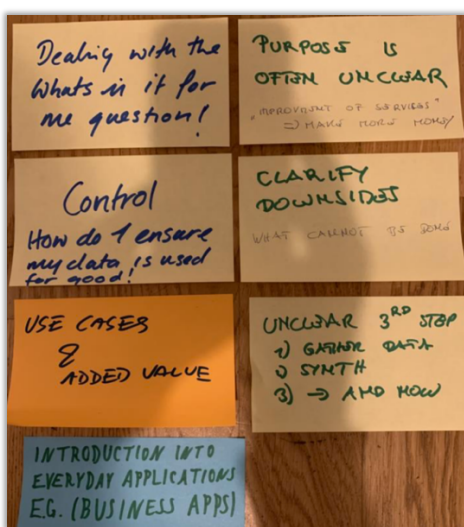 Dealing with the
whats in it for
me question!
PURPOSE IS
OFTEN UNCLEAR
"IMPROVEMENT OF SERVICES"
=> MAKE MORE MONEY
Control
How do I ensure
my data is used
for good!
CLARIFY
DOWNSIDES
WHAT CANNOT BE DONE
USE CASES
&
ADDED VALUE
UNCLEAR 3RD STEP
1) GATHER DATA
2) SYNTH
3) → AND NOW
INTRODUCTION INTO
EVERYDAY APPLICATIONS
E.G. (BUSINESS APPS)